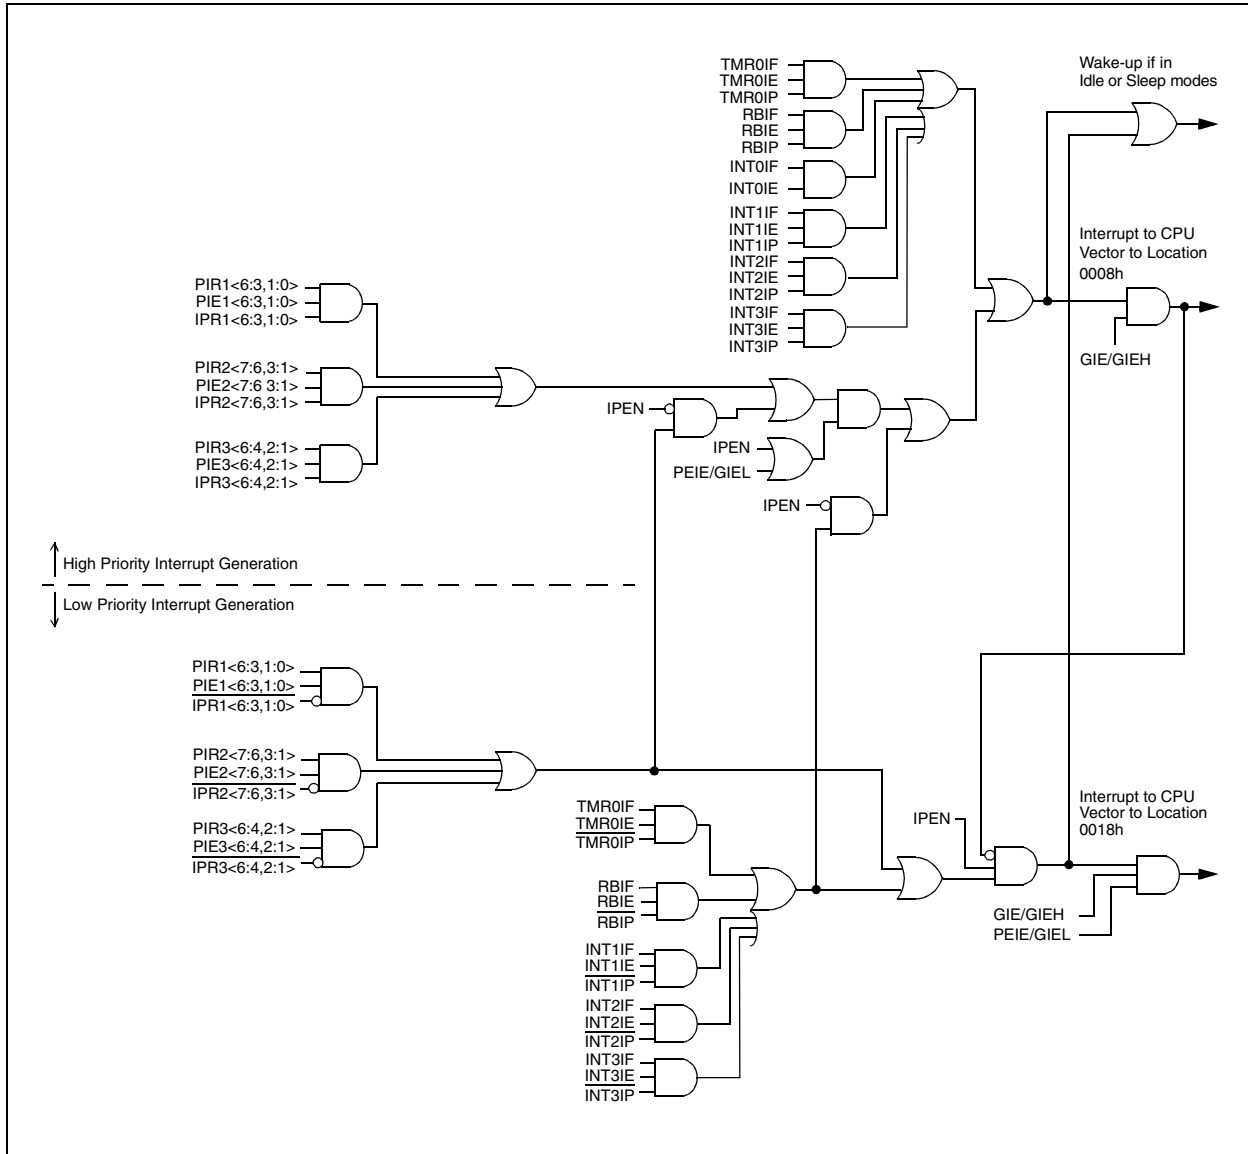 TMR0IF
TMR0IE
TMR0IP
RBIF
RBIE
RBIP
INT0IF
INT0IE
INT1IF
INT1IE
INT1IP
INT2IF
INT2IE
INT2IP
INT3IF
INT3IE
INT3IP
Wake-up if in
Idle or Sleep modes
Interrupt to CPU
Vector to Location
0008h
GIE/GIEH
PIR1<6:3,1:0>
PIE1<6:3,1:0>
IPR1<6:3,1:0>
PIR2<7:6,3:1>
PIE2<7:6 3:1>
IPR2<7:6,3:1>
PIR3<6:4,2:1>
PIE3<6:4,2:1>
IPR3<6:4,2:1>
IPEN
IPEN
PEIE/GIEL
IPEN
High Priority Interrupt Generation
Low Priority Interrupt Generation
PIR1<6:3,1:0>
PIE1<6:3,1:0>
IPR1<6:3,1:0>
PIR2<7:6,3:1>
PIE2<7:6,3:1>
IPR2<7:6,3:1>
PIR3<6:4,2:1>
PIE3<6:4,2:1>
IPR3<6:4,2:1>
TMR0IF
TMR0IE
TMR0IP
RBIF
RBIE
RBIP
INT1IF
INT1IE
INT1IP
INT2IF
INT2IE
INT2IP
INT3IF
INT3IE
INT3IP
IPEN
Interrupt to CPU
Vector to Location
0018h
GIE/GIEH
PEIE/GIEL